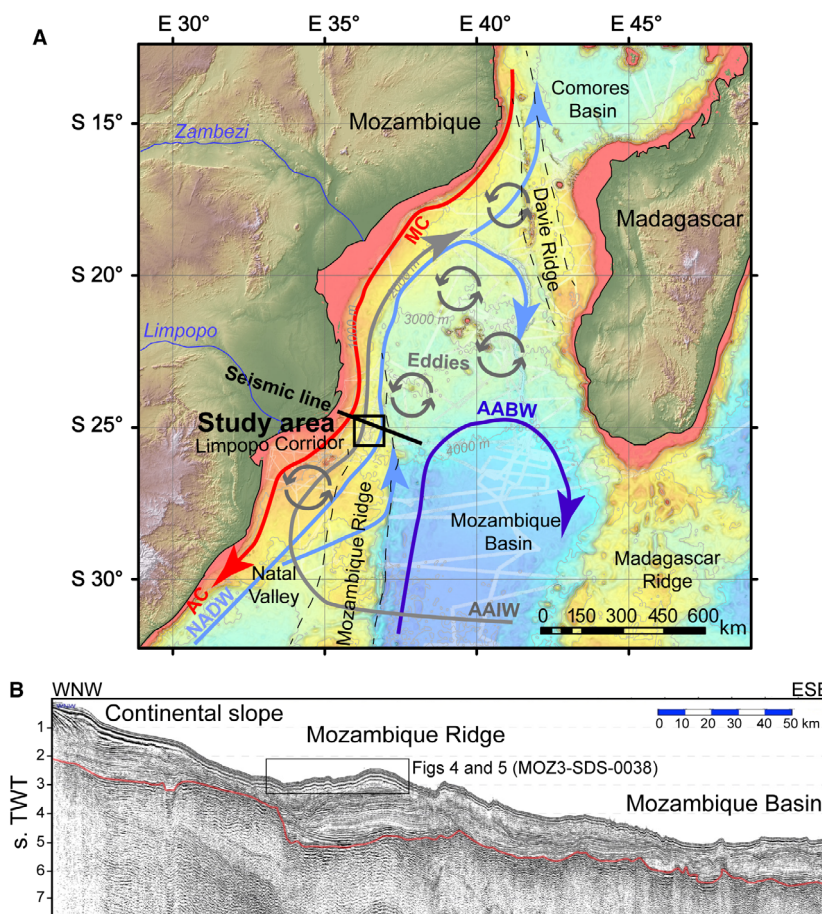 A
E 30°
E 35°
E 40°
E 45°
S 15°
S 20°
S 25°
S 30°
Comores
Basin
Mozambique
Zambezi
Davie Ridge
Madagascar
MC
2000 m
1000 m
3000 m
Limpopo
Eddies
Seismic line
Study area
Limpopo Corridor
AABW
4000 m
Mozambique Ridge
Mozambique
Basin
Natal
Valley
Madagascar
Ridge
AC
NADW
AAIW
0 150 300 450 600
km
B
WNW
ESE
Continental slope
0 10 20 30 40 50 km
Mozambique Ridge
Figs 4 and 5 (MOZ3-SDS-0038)
Mozambique Basin
s. TWT
1
2
3
4
5
6
7